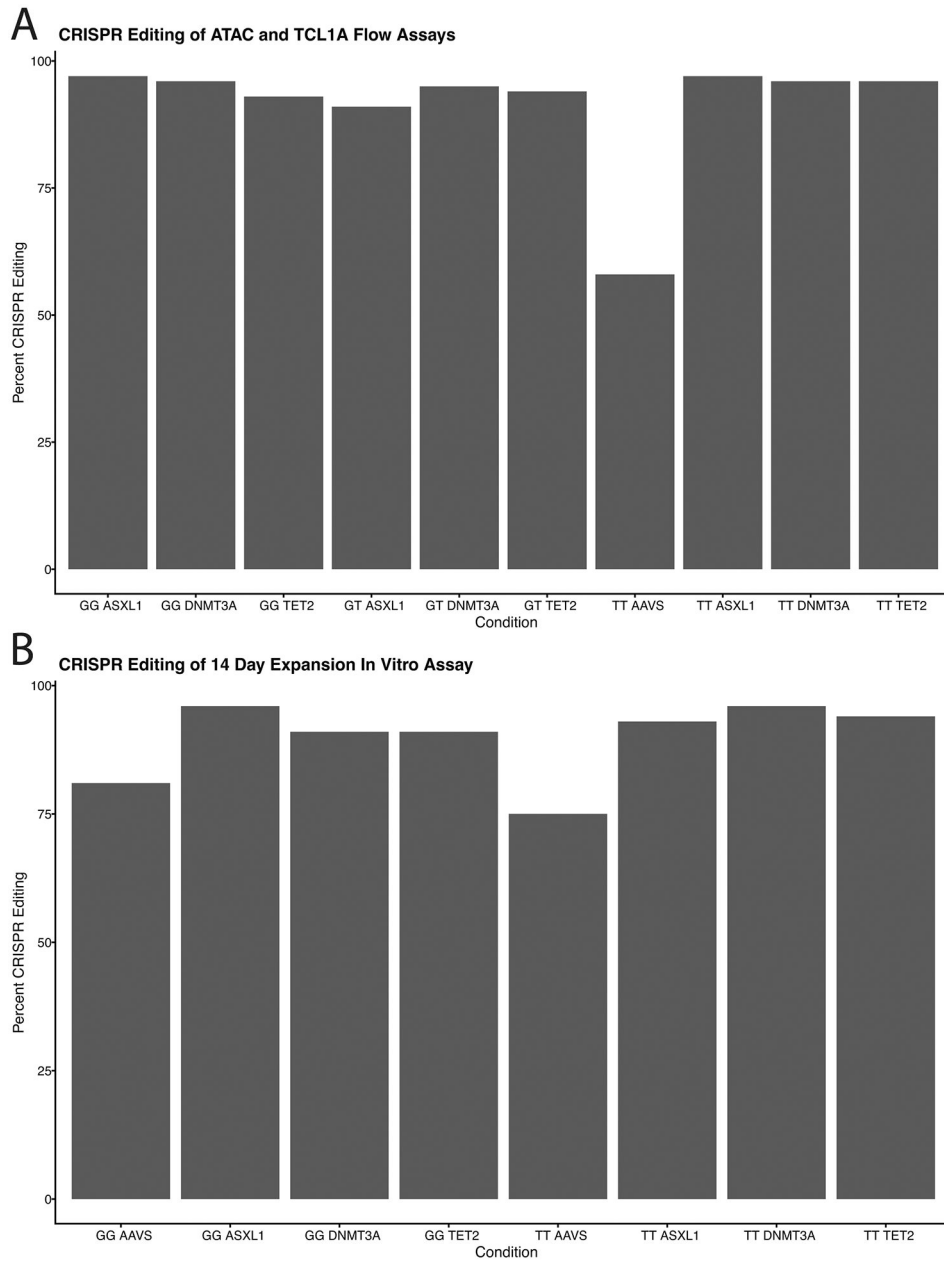 A
CRISPR Editing of ATAC and TCL1A Flow Assays
100
75
50
25
0
Percent CRISPR Editing
GG ASXL1 GG DNMT3A GG TET2 GT ASXL1 GT DNMT3A GT TET2 TT AAVS TT ASXL1 TT DNMT3A TT TET2
Condition
B
CRISPR Editing of 14 Day Expansion In Vitro Assay
100
75
50
25
0
Percent CRISPR Editing
GG AAVS GG ASXL1 GG DNMT3A GG TET2 TT AAVS TT ASXL1 TT DNMT3A TT TET2
Condition